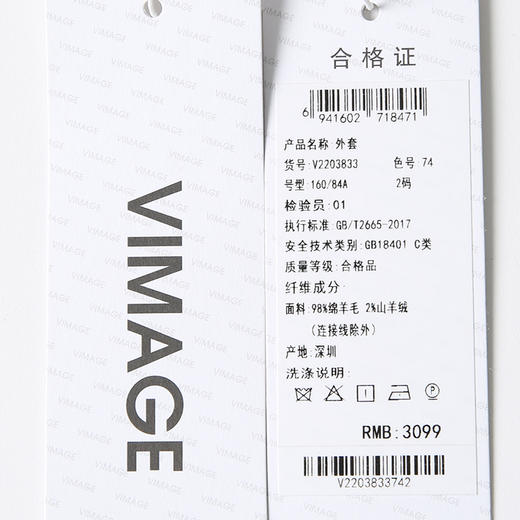 VIMAGE
合格证
6 941602 718471
产品名称:外套
货号:V2203833 色号:74
号型:160/84A 2码
检验员:01
执行标准:GB/T2665-2017
安全技术类别:GB18401 C类
质量等级:合格品
纤维成分:
面料:98%绵羊毛 2%山羊绒
(连接线除外)
产地:深圳
洗涤说明:
P
RMB:3099
V2203833742